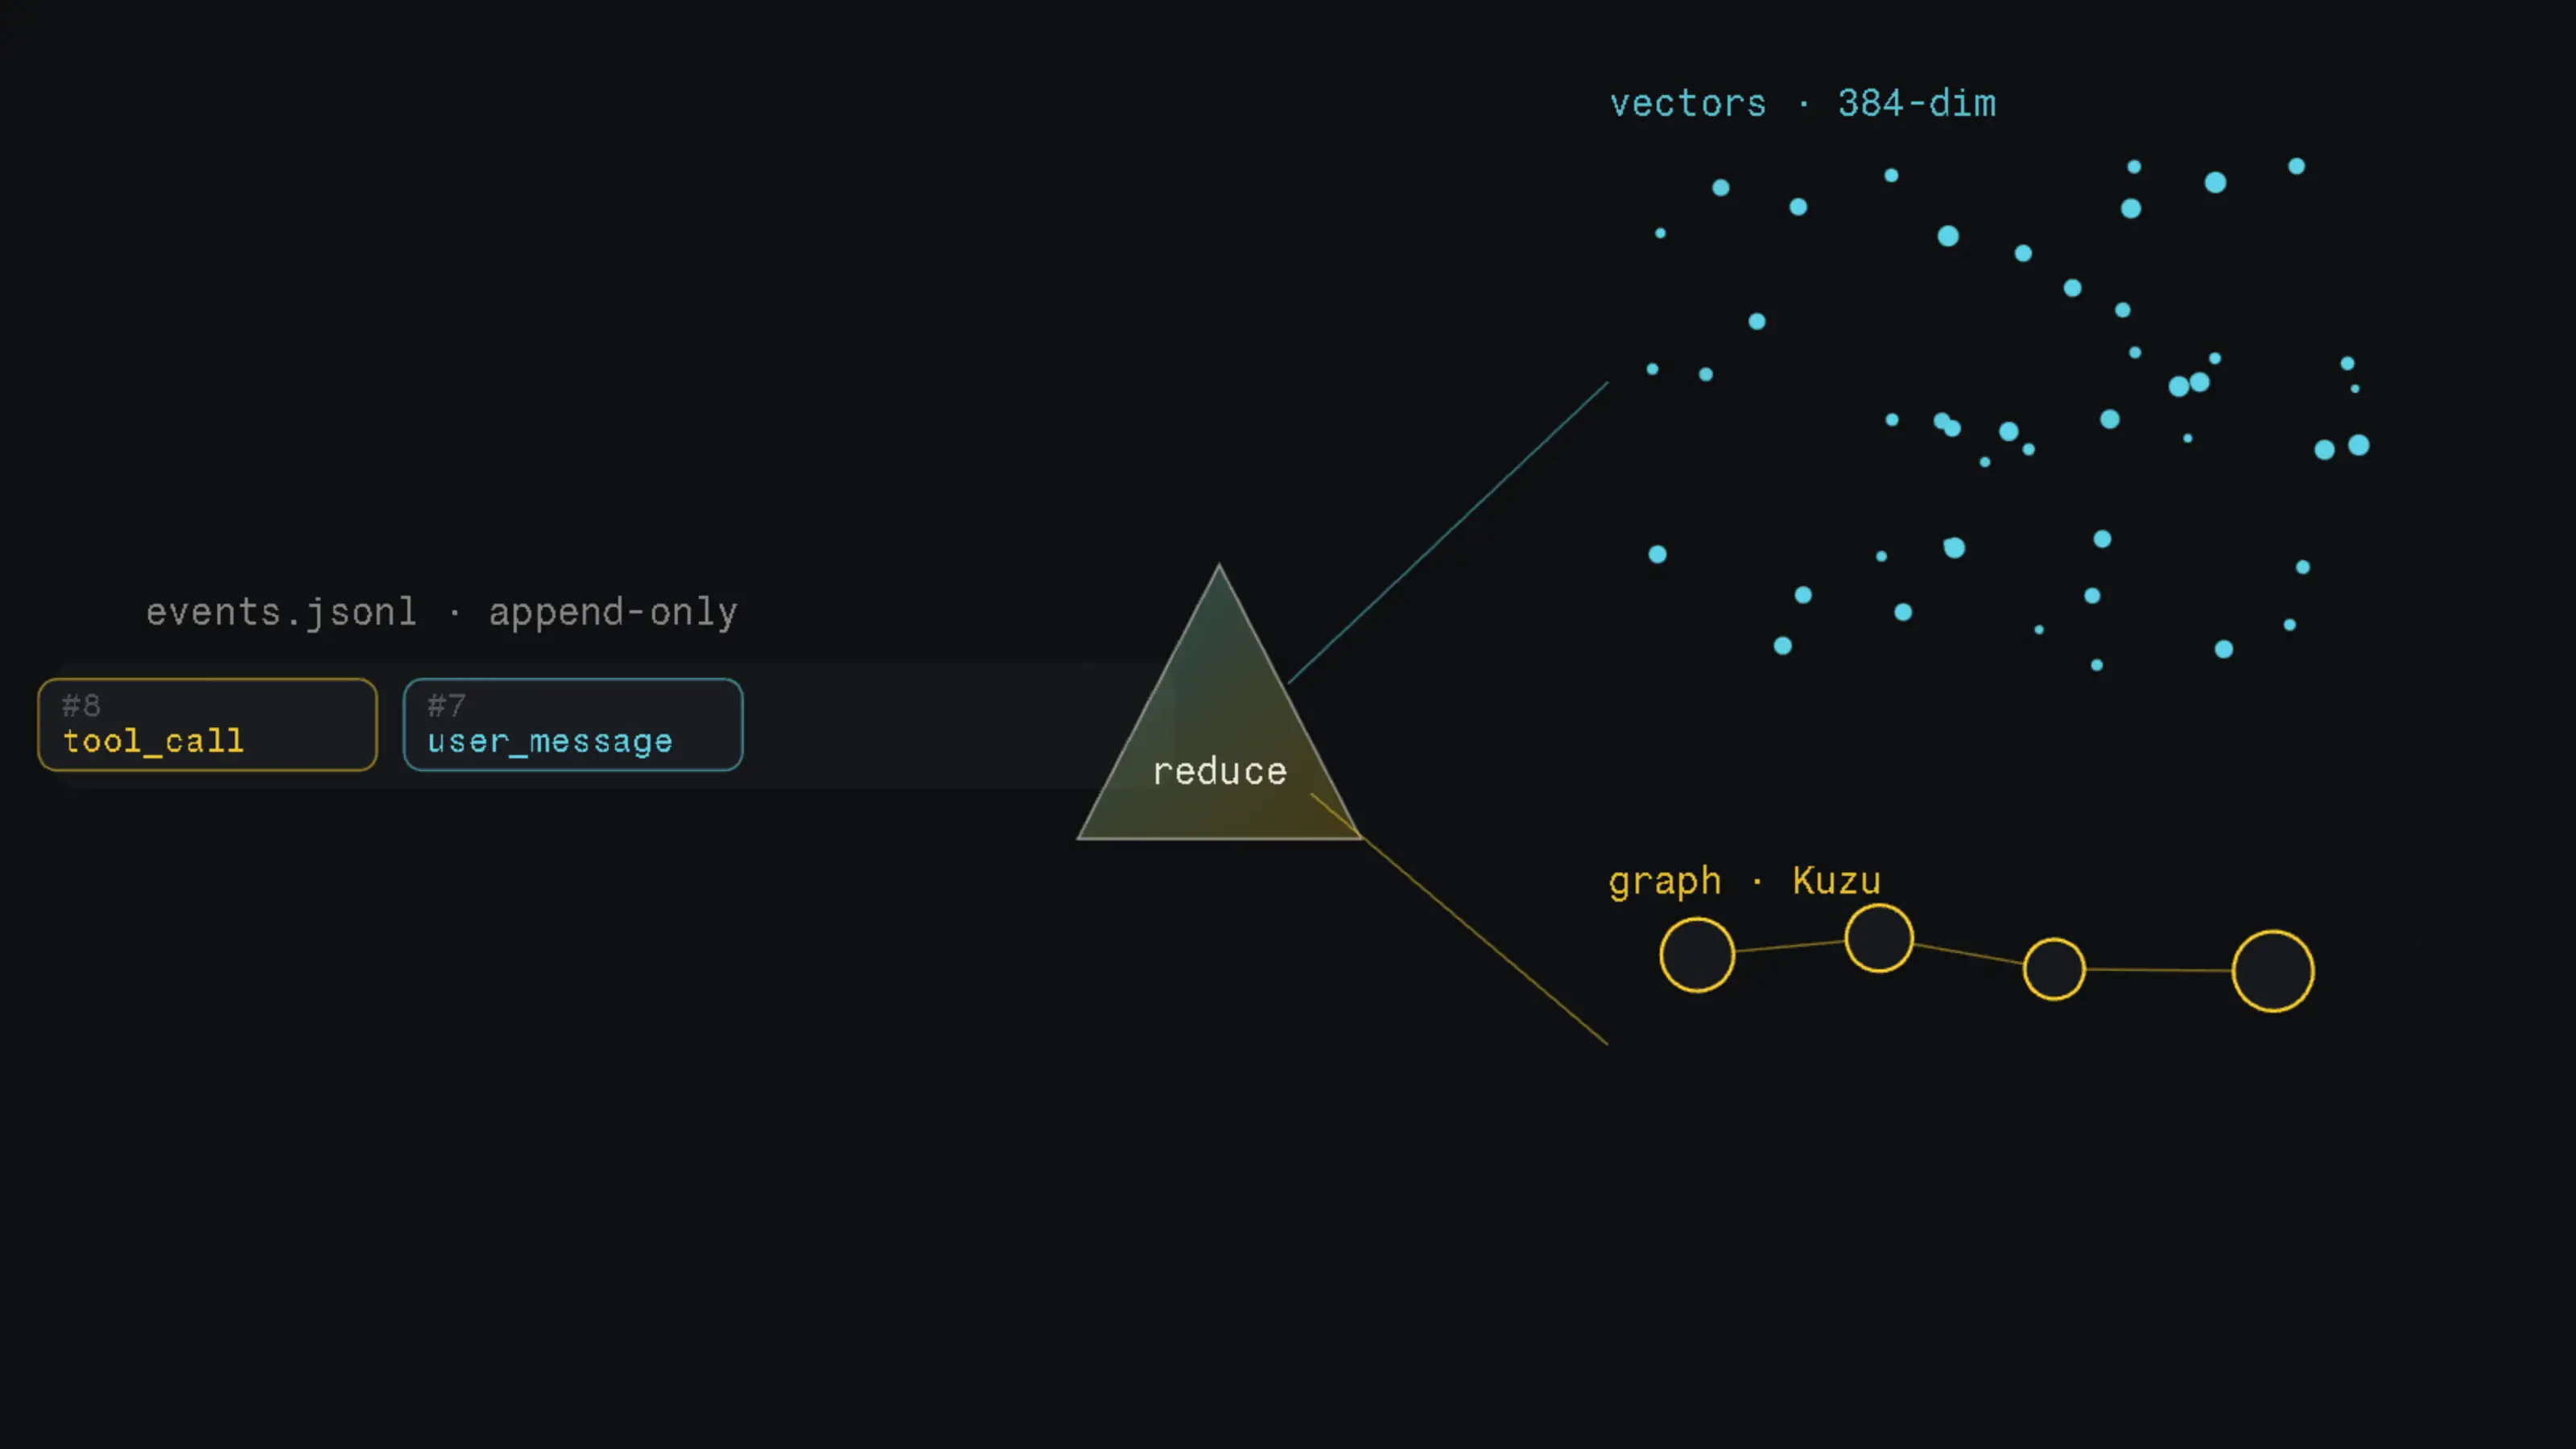 vectors · 384-dim
events.jsonl · append-only
#8
tool_call
#7
user_message
reduce
graph · Kuzu